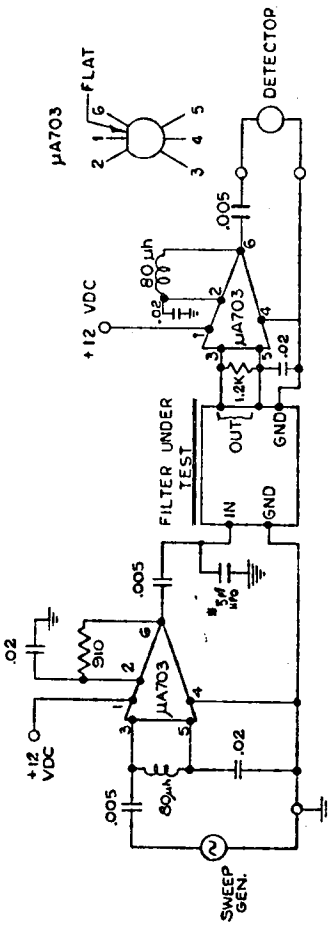 +12
VDC
.02
910
1
2
3
5
6
4
μA703
.005
80μh
.02
.005
SWEEP
GEN.
FILTER UNDER
TEST
IN
GND
OUT
GND
1.2K
.02
+12 VDC
.02
80μh
1
2
3
5
6
4
μA703
.005
DETECTOR
μA703
FLAT
1
2
3
4
5
6